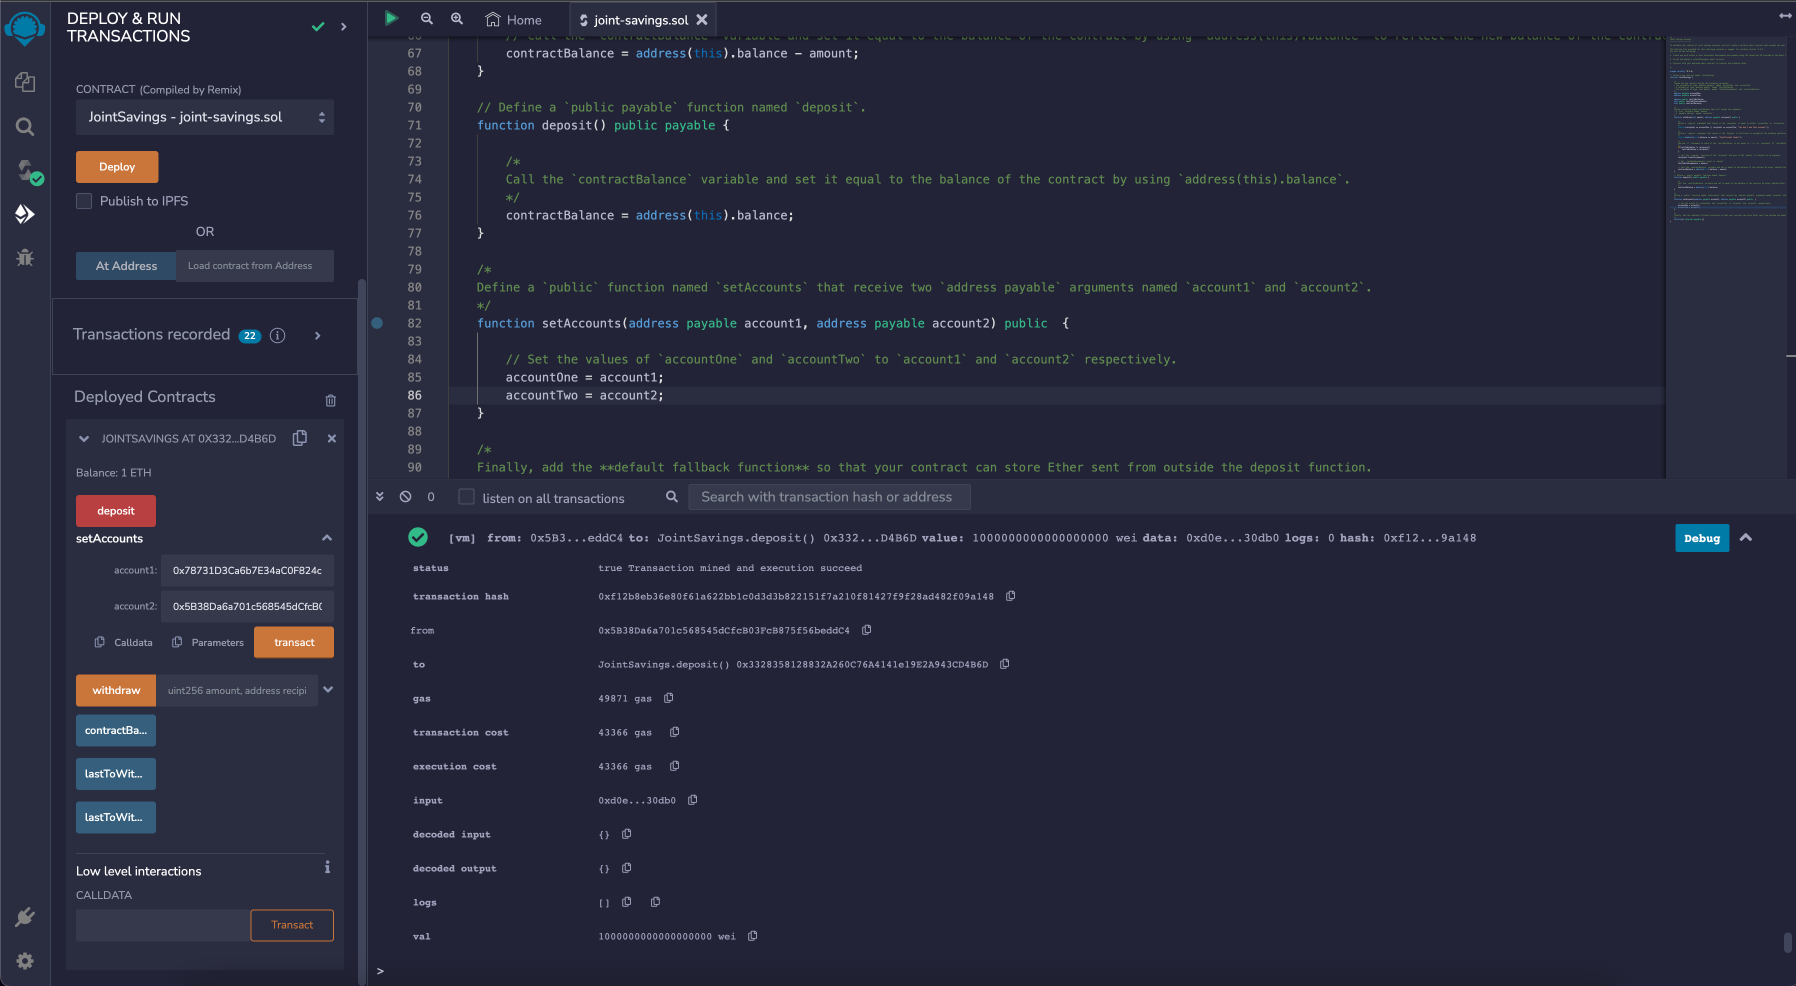 DEPLOY & RUN
TRANSACTIONS
CONTRACT (Compiled by Remix)
JointSavings - joint-savings.sol
Deploy
Publish to IPFS
OR
At Address
Load contract from Address
Transactions recorded 22
Deployed Contracts
JOINTSAVINGS AT 0X332...D4B6D
Balance: 1 ETH
deposit
setAccounts
account1: 0x78731D3Ca6b7E34aC0F824c
account2: 0x5B38Da6a701c568545dCfcB0
Calldata
Parameters
transact
withdraw
uint256 amount, address recipi
contractBa...
lastToWit...
lastToWit...
Low level interactions
CALLDATA
Transact
Home
joint-savings.sol
67 contractBalance = address(this).balance - amount;
68 }
69
70 // Define a `public payable` function named `deposit`.
71 function deposit() public payable {
72
73 /*
74 Call the `contractBalance` variable and set it equal to the balance of the contract by using `address(this).balance`.
75 */
76 contractBalance = address(this).balance;
77 }
78
79 /*
80 Define a `public` function named `setAccounts` that receive two `address payable` arguments named `account1` and `account2`.
81 */
82 function setAccounts(address payable account1, address payable account2) public {
83
84 // Set the values of `accountOne` and `accountTwo` to `account1` and `account2` respectively.
85 accountOne = account1;
86 accountTwo = account2;
87 }
88
89 /*
90 Finally, add the **default fallback function** so that your contract can store Ether sent from outside the deposit function.
0
listen on all transactions
Search with transaction hash or address
[vm] from: 0x5B3...eddC4 to: JointSavings.deposit() 0x332...D4B6D value: 1000000000000000000 wei data: 0xd0e...30db0 logs: 0 hash: 0xf12...9a148
Debug
status true Transaction mined and execution succeed
transaction hash 0xf12b8eb36e80f61a622bb1c0d3d3b822151f7a210f81427f9f28ad482f09a148
from 0x5B38Da6a701c568545dCfcB03FcB875f56beddC4
to JointSavings.deposit() 0x3328358128832A260C76A4141e19E2A943CD4B6D
gas 49871 gas
transaction cost 43366 gas
execution cost 43366 gas
input 0xd0e...30db0
decoded input {}
decoded output {}
logs []
val 1000000000000000000 wei
>